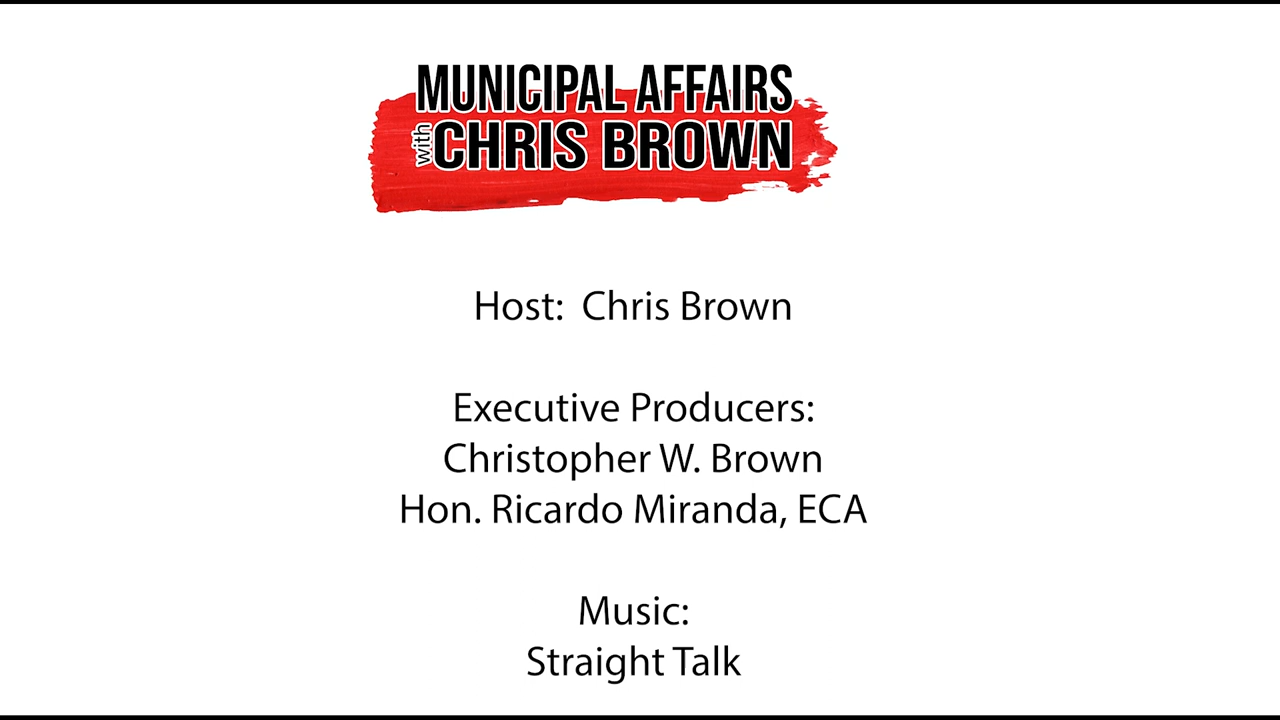 MUNICIPAL AFFAIRS
with CHRIS BROWN
Host: Chris Brown
Executive Producers:
Christopher W. Brown
Hon. Ricardo Miranda, ECA
Music:
Straight Talk